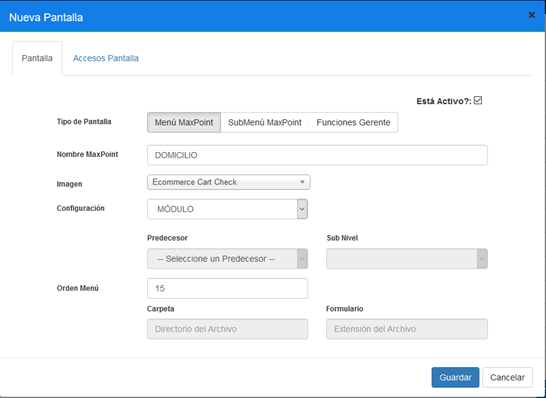 Nueva Pantalla
×
Pantalla
Accesos Pantalla
Está Activo?:
Tipo de Pantalla
Menú MaxPoint
SubMenú MaxPoint
Funciones Gerente
Nombre MaxPoint
DOMICILIO
Imagen
Ecommerce Cart Check
Configuración
MÓDULO
Predecesor
Sub Nivel
-- Seleccione un Predecesor --
Orden Menú
15
Carpeta
Formulario
Directorio del Archivo
Extensión del Archivo
Guardar
Cancelar